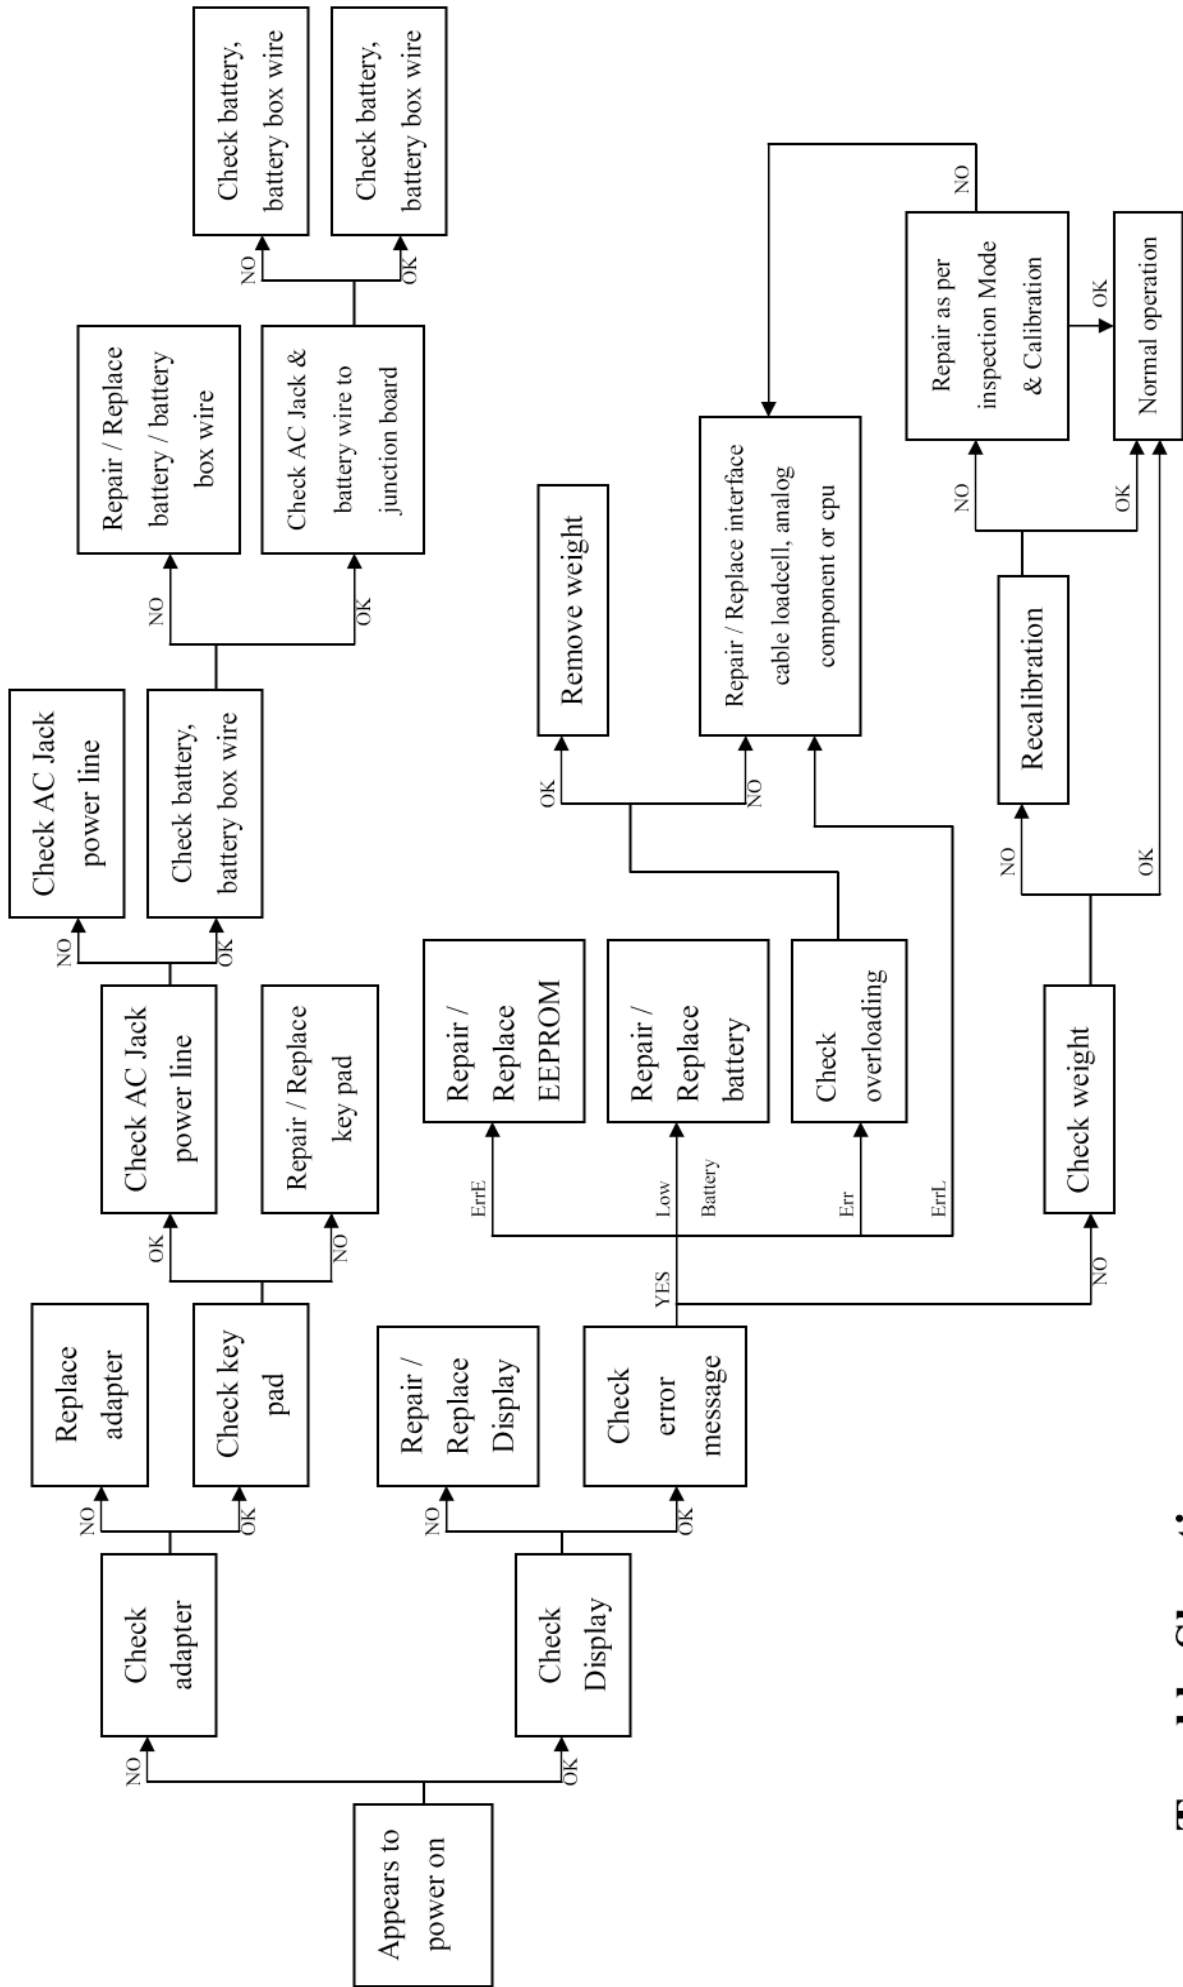 Appears to
power on
NO
OK
Check
adapter
NO
OK
Replace
adapter
Check key
pad
OK
NO
Check AC Jack
power line
Repair / Replace
key pad
NO
OK
Check AC Jack
power line
Check battery,
battery box wire
NO
OK
Repair / Replace
battery / battery
box wire
Check AC Jack &
battery wire to
junction board
NO
OK
Check battery,
battery box wire
Check battery,
battery box wire
Check
Display
NO
OK
Repair /
Replace
Display
Check
error
message
YES
NO
ErrE
Low
Battery
Err
ErrL
Repair /
Replace
EEPROM
Repair /
Replace
battery
Check
overloading
OK
NO
Remove weight
Repair / Replace interface
cable loadcell, analog
component or cpu
Check weight
NO
OK
Recalibration
NO
OK
Repair as per
inspection Mode
& Calibration
NO
OK
Normal operation